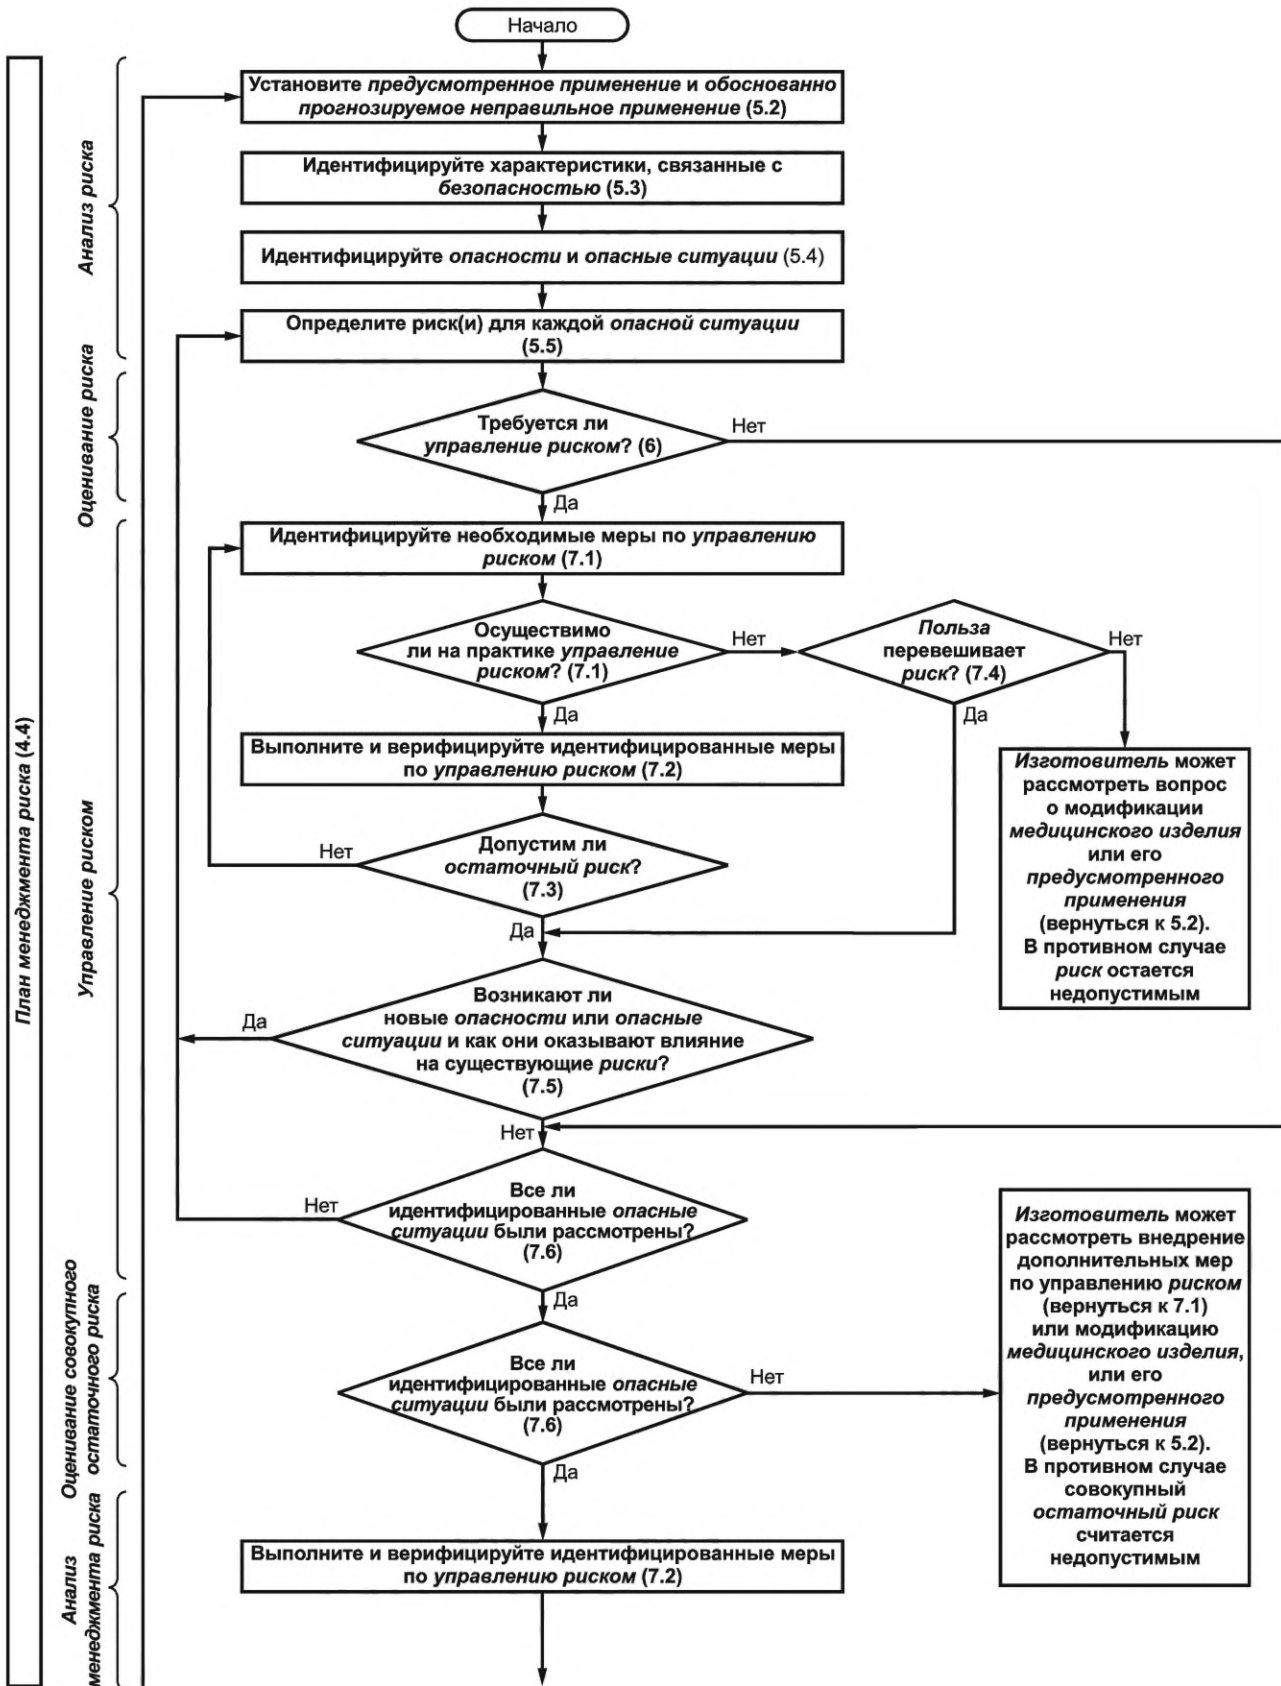 Начало
Установите предусмотренное применение и обоснованно
прогнозируемое неправильное применение (5.2)
Идентифицируйте характеристики, связанные с
безопасностью (5.3)
Анализ риска
Идентифицируйте опасности и опасные ситуации (5.4)
Определите риск(и) для каждой опасной ситуации
(5.5)
Оценивание риска
Требуется ли
управление риском? (6)
Нет
Да
Идентифицируйте необходимые меры по управлению
риском (7.1)
Осуществимо
ли на практике управление
риском? (7.1)
Нет
Польза
перевешивает
риск? (7.4)
Нет
Да
Да
План менеджмента риска (4.4)
Управление риском
Выполните и верифицируйте идентифицированные меры
по управлению риском (7.2)
Изготовитель может
рассмотреть вопрос
о модификации
медицинского изделия
или его
предусмотренного
применения
(вернуться к 5.2).
В противном случае
риск остается
недопустимым
Нет
Допустим ли
остаточный риск?
(7.3)
Да
Возникают ли
новые опасности или опасные
ситуации и как они оказывают влияние
на существующие риски?
(7.5)
Да
Нет
Все ли
идентифицированные опасные
ситуации были рассмотрены?
(7.6)
Нет
Да
Оценивание совокупного
остаточного риска
Все ли
идентифицированные опасные
ситуации были рассмотрены?
(7.6)
Нет
Да
Изготовитель может
рассмотреть внедрение
дополнительных мер
по управлению риском
(вернуться к 7.1)
или модификацию
медицинского изделия,
или его
предусмотренного
применения
(вернуться к 5.2).
В противном случае
совокупный
остаточный риск
считается
недопустимым
Анализ
менеджмента риска
Выполните и верифицируйте идентифицированные меры
по управлению риском (7.2)